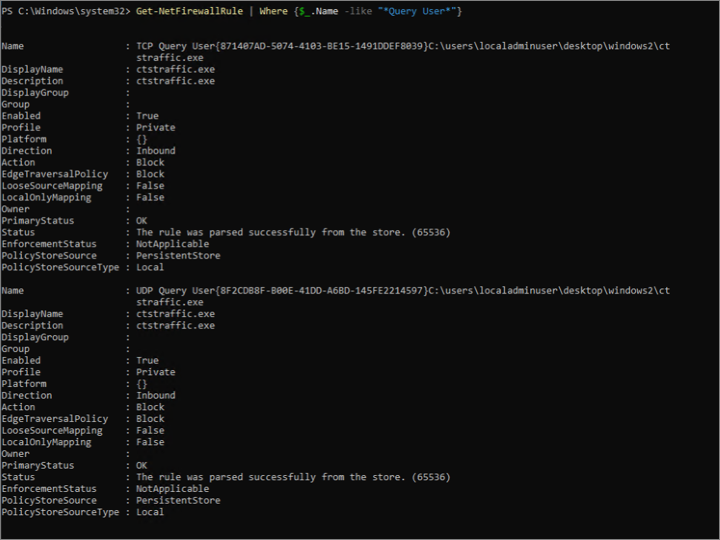 PS C:\Windows\system32> Get-NetFirewallRule | Where {$_.Name -like "*Query User*"}
Name                  : TCP Query User{871407AD-5074-4103-BE15-1491DDEF8039}C:\users\localadminuser\desktop\windows2\ct
                        straffic.exe
DisplayName           : ctstraffic.exe
Description           : ctstraffic.exe
DisplayGroup          :
Group                 :
Enabled               : True
Profile               : Private
Platform              : {}
Direction             : Inbound
Action                : Block
EdgeTraversalPolicy   : Block
LooseSourceMapping    : False
LocalOnlyMapping      : False
Owner                 :
PrimaryStatus         : OK
Status                : The rule was parsed successfully from the store. (65536)
EnforcementStatus     : NotApplicable
PolicyStoreSource     : PersistentStore
PolicyStoreSourceType : Local
Name                  : UDP Query User{8F2CDB8F-B00E-41DD-A6BD-145FE2214597}C:\users\localadminuser\desktop\windows2\ct
                        straffic.exe
DisplayName           : ctstraffic.exe
Description           : ctstraffic.exe
DisplayGroup          :
Group                 :
Enabled               : True
Profile               : Private
Platform              : {}
Direction             : Inbound
Action                : Block
EdgeTraversalPolicy   : Block
LooseSourceMapping    : False
LocalOnlyMapping      : False
Owner                 :
PrimaryStatus         : OK
Status                : The rule was parsed successfully from the store. (65536)
EnforcementStatus     : NotApplicable
PolicyStoreSource     : PersistentStore
PolicyStoreSourceType : Local